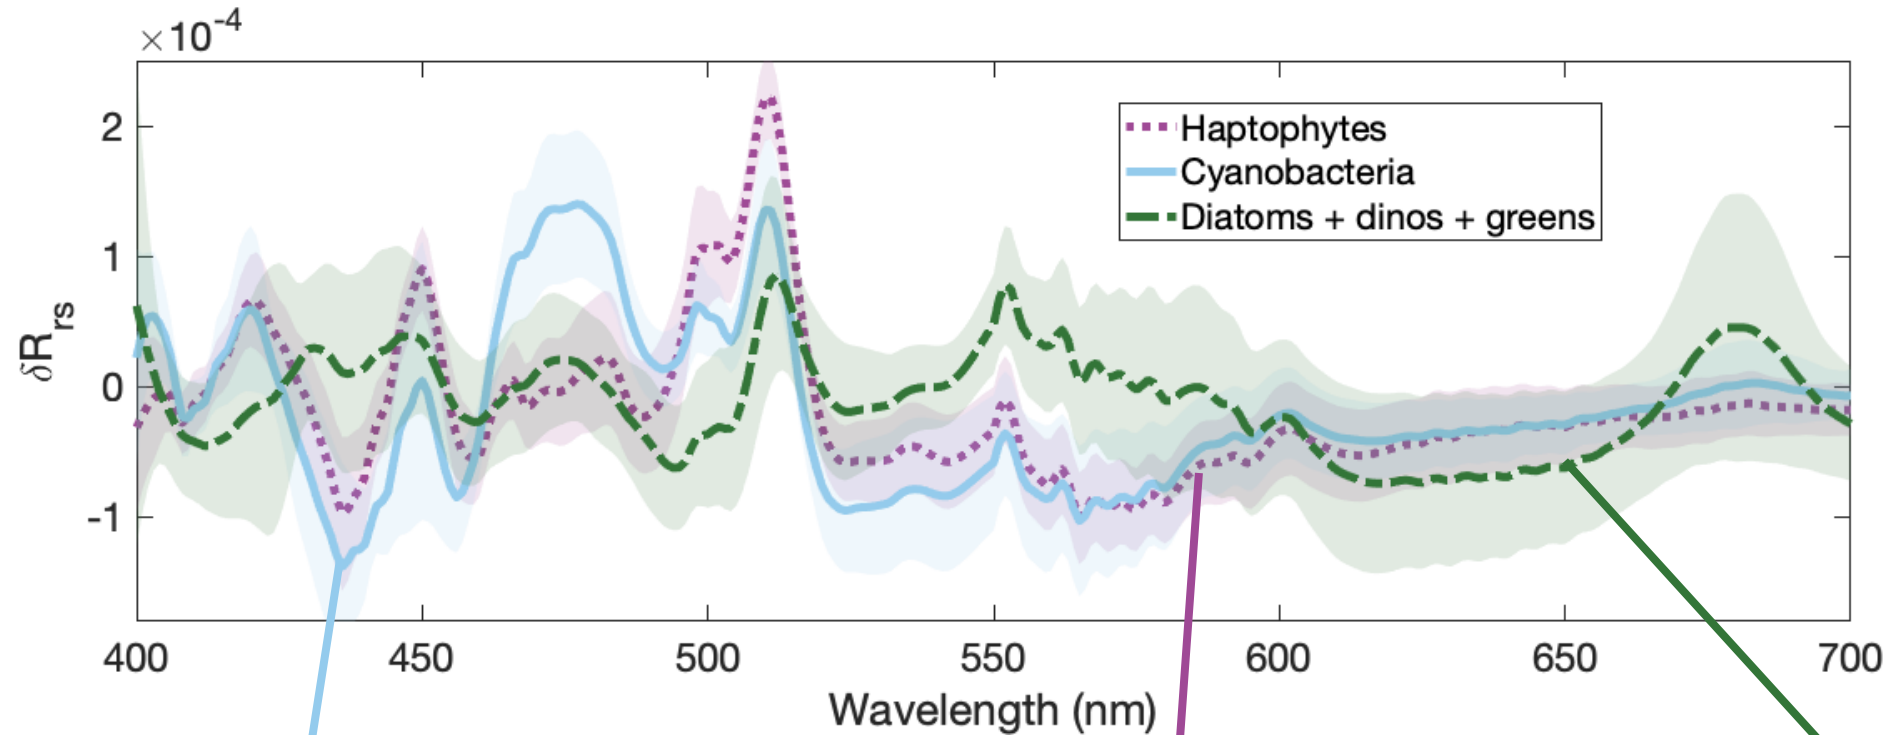 ×10⁻⁴
2
1
0
-1
δRrs
400 450 500 550 600 650 700
Wavelength (nm)
Haptophytes
Cyanobacteria
Diatoms + dinos + greens